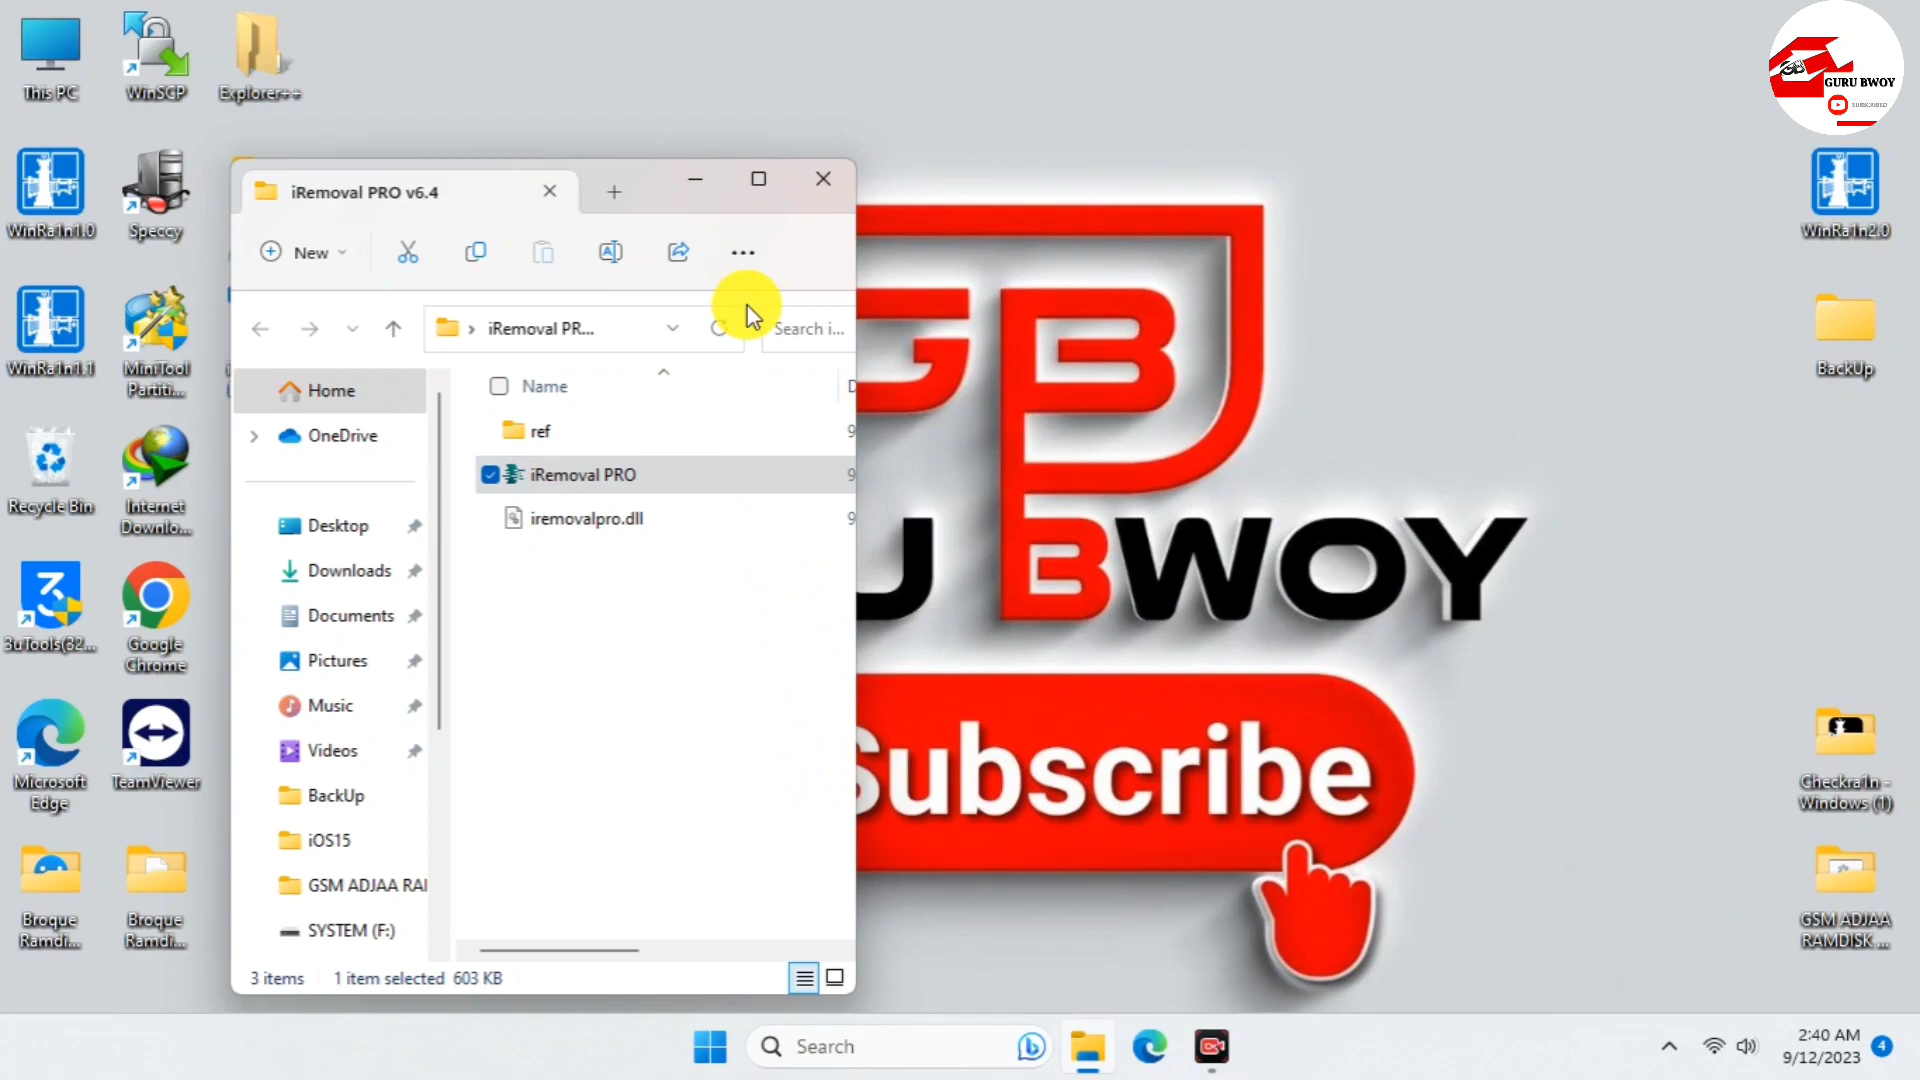 This PC
WinSCP
Explorer++
GURU BWOY
SUBSCRIBED
WinRa1n1.0
Speccy
WinRa1n2.0
WinRa1n1.1
MiniTool
Partiti...
BackUp
Recycle Bin
Internet
Downlo...
3uTools(32...
Google
Chrome
Microsoft
Edge
TeamViewer
Checkra1n -
Windows (1)
Broque
Ramdi...
Broque
Ramdi...
GSM ADJAA
RAMDISK ...
iRemoval PRO v6.4
New
iRemoval PR...
Search i...
Home
OneDrive
Desktop
Downloads
Documents
Pictures
Music
Videos
BackUp
iOS15
GSM ADJAA RAI
SYSTEM (F:)
Name
D
ref
9
iRemoval PRO
9
iremovalpro.dll
9
3 items
1 item selected 603 KB
GB
U BWOY
Subscribe
Search
2:40 AM
9/12/2023
4